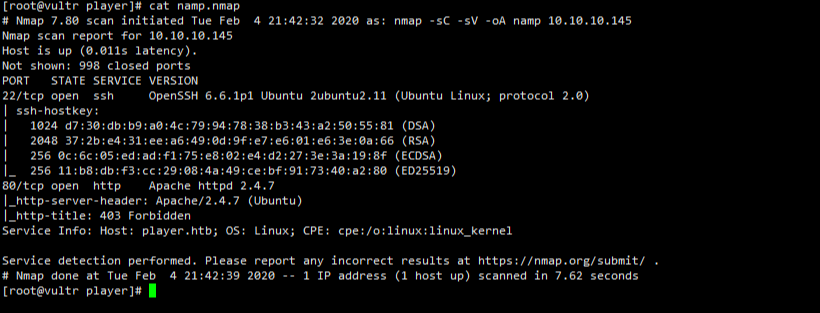 [root@vultr player]# cat namp.nmap
# Nmap 7.80 scan initiated Tue Feb  4 21:42:32 2020 as: nmap -sC -sV -oA namp 10.10.10.145
Nmap scan report for 10.10.10.145
Host is up (0.011s latency).
Not shown: 998 closed ports
PORT   STATE SERVICE VERSION
22/tcp open  ssh     OpenSSH 6.6.1p1 Ubuntu 2ubuntu2.11 (Ubuntu Linux; protocol 2.0)
| ssh-hostkey:
|   1024 d7:30:db:b9:a0:4c:79:94:78:38:b3:43:a2:50:55:81 (DSA)
|   2048 37:2b:e4:31:ee:a6:49:0d:9f:e7:e6:01:e6:3e:0a:66 (RSA)
|   256 0c:6c:05:ed:ad:f1:75:e8:02:e4:d2:27:3e:3a:19:8f (ECDSA)
|_  256 11:b8:db:f3:cc:29:08:4a:49:ce:bf:91:73:40:a2:80 (ED25519)
80/tcp open  http    Apache httpd 2.4.7
|_http-server-header: Apache/2.4.7 (Ubuntu)
|_http-title: 403 Forbidden
Service Info: Host: player.htb; OS: Linux; CPE: cpe:/o:linux:linux_kernel
Service detection performed. Please report any incorrect results at https://nmap.org/submit/ .
# Nmap done at Tue Feb  4 21:42:39 2020 -- 1 IP address (1 host up) scanned in 7.62 seconds
[root@vultr player]#